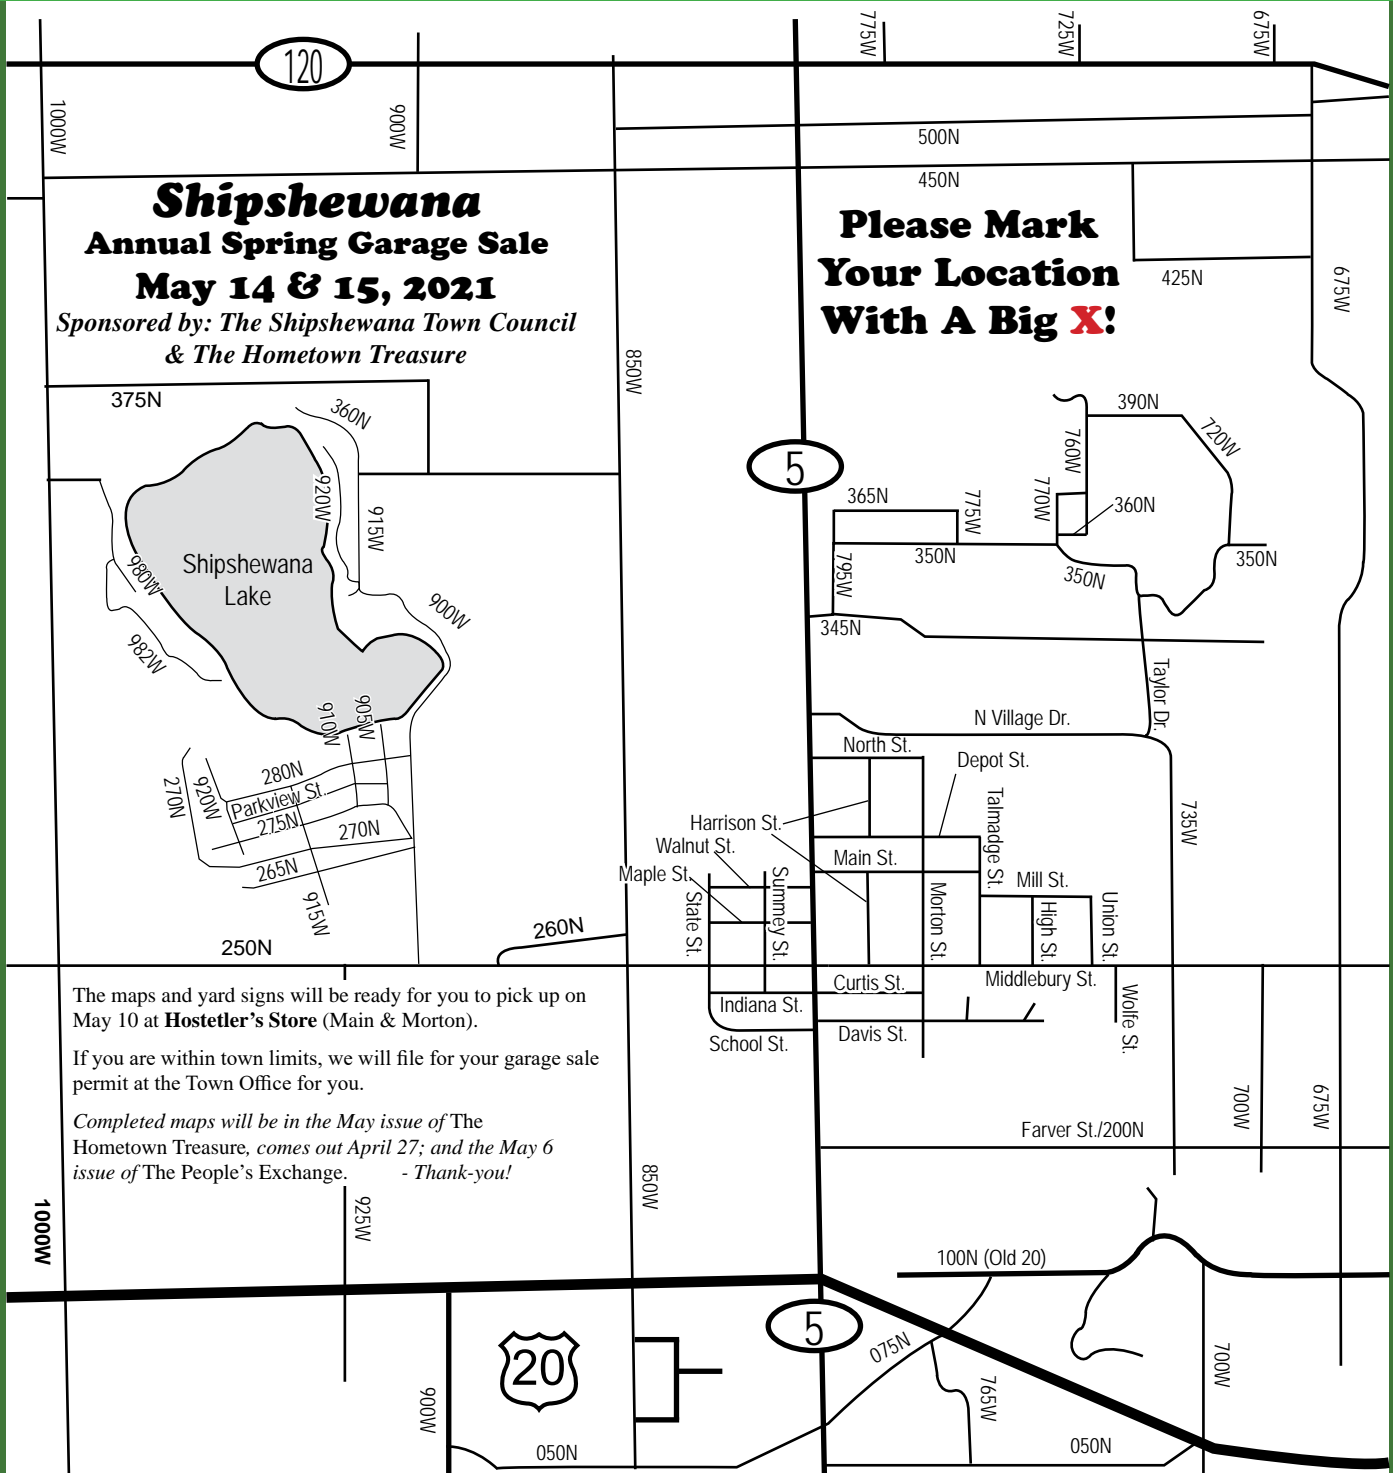 775W
725W
675W
120
1000W
900W
500N
450N
Shipshewana
Annual Spring Garage Sale
May 14 & 15, 2021
Sponsored by: The Shipshewana Town Council
& The Hometown Treasure
Please Mark
Your Location
With A Big X!
425N
675W
850W
375N
360N
390N
720W
760W
5
920W
915W
365N
775W
770W
360N
350N
350N
350N
795W
Shipshewana
Lake
980W
982W
900W
345N
Taylor Dr.
910W
905W
N Village Dr.
North St.
Depot St.
280N
270N
920W
Parkview St.
275N
270N
265N
915W
Talmadge St.
735W
Harrison St.
Walnut St.
Maple St.
Main St.
Mill St.
State St.
Summey St.
Morton St.
High St.
Union St.
260N
250N
Curtis St.
Middlebury St.
Indiana St.
Wolfe St.
School St.
Davis St.
The maps and yard signs will be ready for you to pick up on
May 10 at Hostetler's Store (Main & Morton).
If you are within town limits, we will file for your garage sale
permit at the Town Office for you.
Completed maps will be in the May issue of The
Hometown Treasure, comes out April 27; and the May 6
issue of The People's Exchange. - Thank-you!
700W
675W
Farver St./200N
850W
1000W
925W
100N (Old 20)
5
20
075N
900W
765W
700W
050N
050N